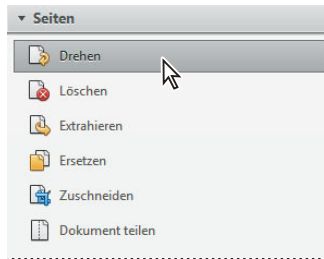 Seiten
Drehen
Löschen
Extrahieren
Ersetzen
Zuschneiden
Dokument teilen